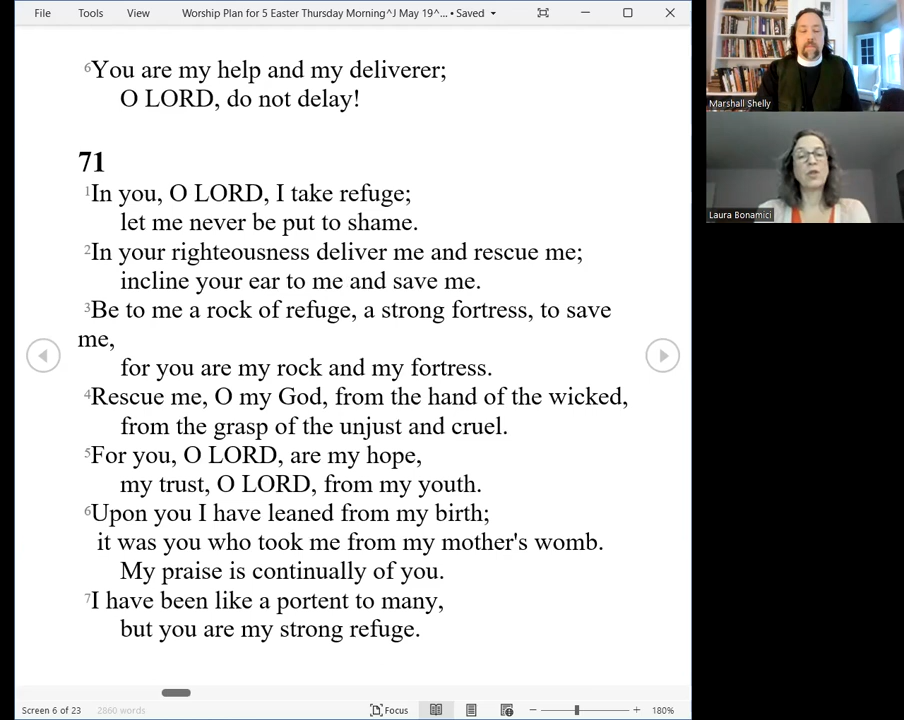 File Tools View Worship Plan for 5 Easter Thursday Morning^J May 19^... • Saved
6You are my help and my deliverer;
O LORD, do not delay!
71
1In you, O LORD, I take refuge;
let me never be put to shame.
2In your righteousness deliver me and rescue me;
incline your ear to me and save me.
3Be to me a rock of refuge, a strong fortress, to save
me,
for you are my rock and my fortress.
4Rescue me, O my God, from the hand of the wicked,
from the grasp of the unjust and cruel.
5For you, O LORD, are my hope,
my trust, O LORD, from my youth.
6Upon you I have leaned from my birth;
it was you who took me from my mother's womb.
My praise is continually of you.
7I have been like a portent to many,
but you are my strong refuge.
Screen 6 of 23 2860 words Focus 180%
Marshall Shelly
Laura Bonamici